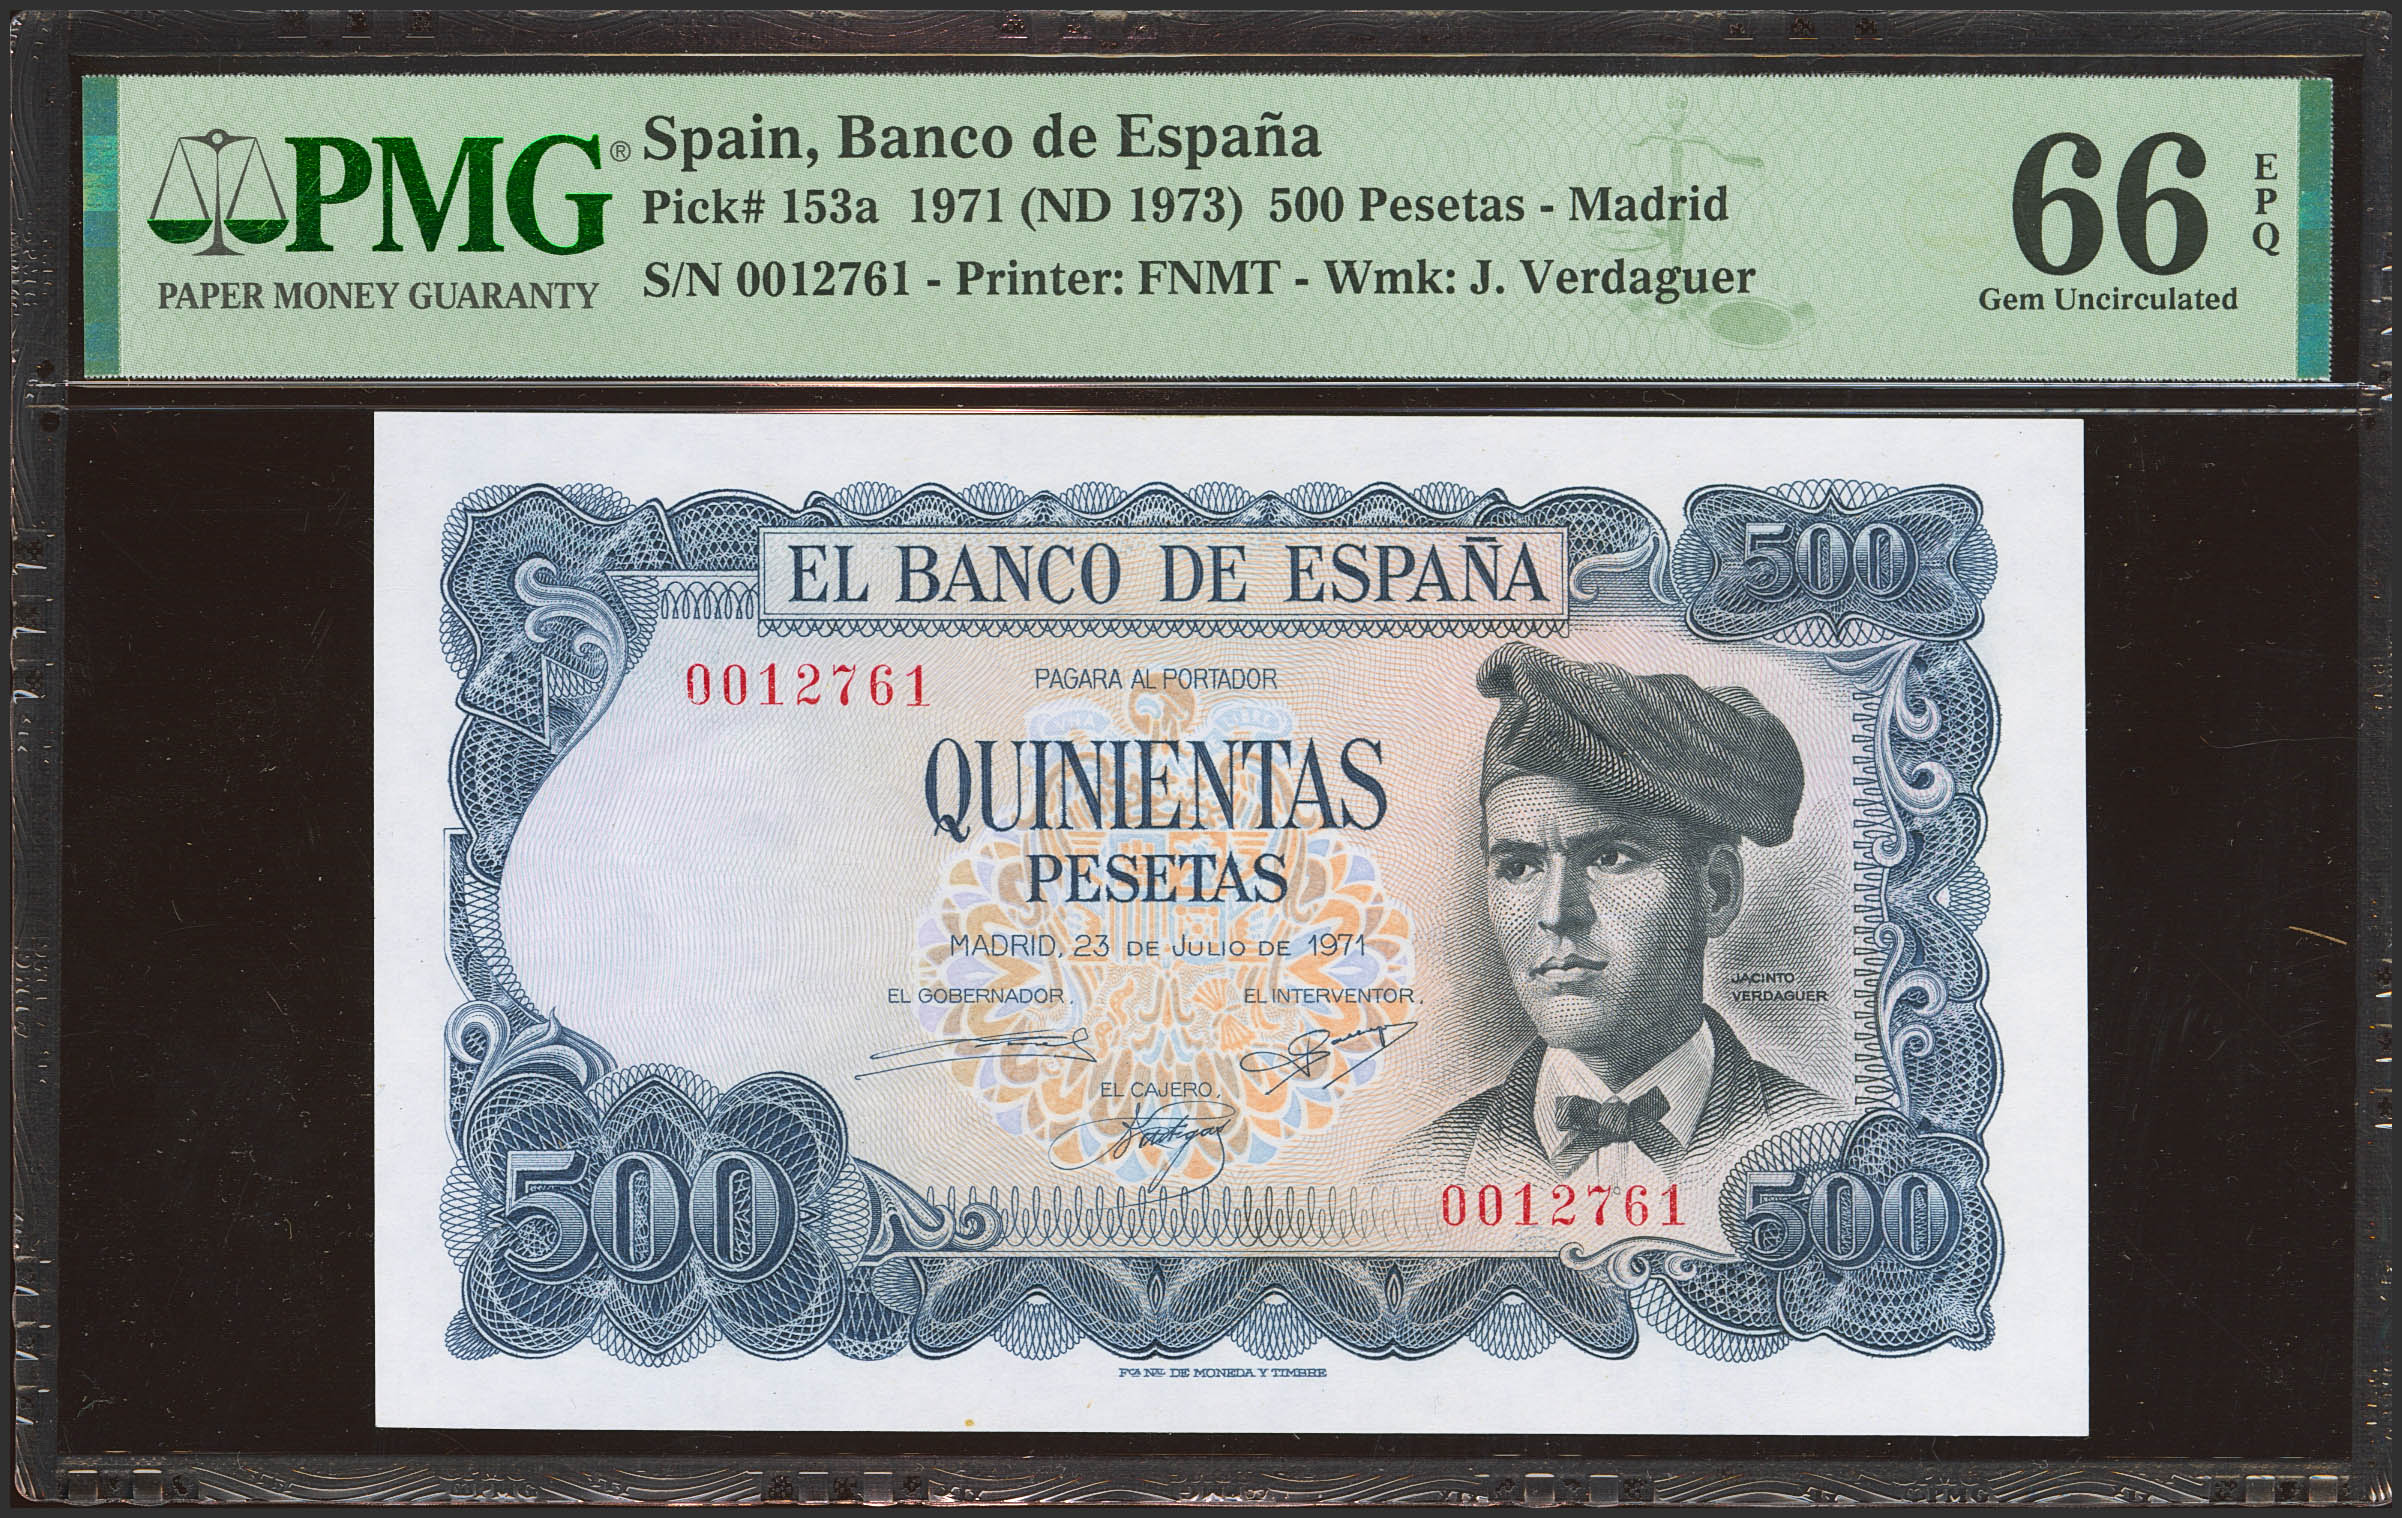 PMG®
PAPER MONEY GUARANTY
Spain, Banco de España
Pick# 153a 1971 (ND 1973) 500 Pesetas - Madrid
S/N 0012761 - Printer: FNMT - Wmk: J. Verdaguer
66
EPQ
Gem Uncirculated
EL BANCO DE ESPAÑA
500
0012761
PAGARA AL PORTADOR
QUINIENTAS
PESETAS
MADRID, 23 DE JULIO DE 1971
JACINTO
VERDAGUER
EL GOBERNADOR,
EL INTERVENTOR,
EL CAJERO,
500
0012761
500
FCA NAL DE MONEDA Y TIMBRE